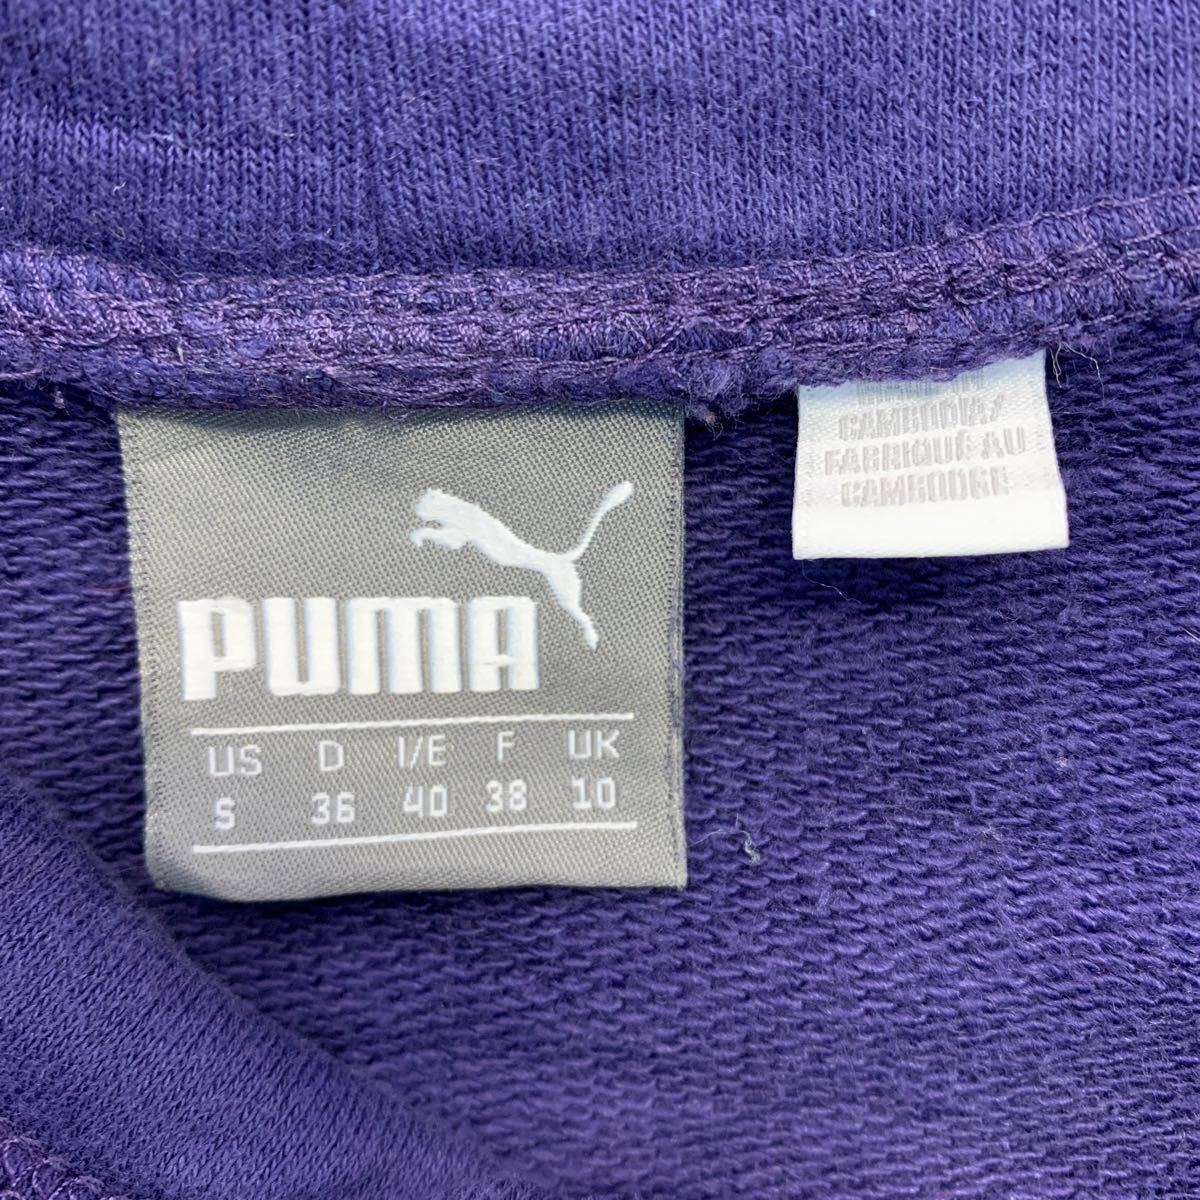 PUMA
US D I/E F UK
S 36 40 38 10
CAMBODIA/
FABRIQUÉ AU
CAMBODGE